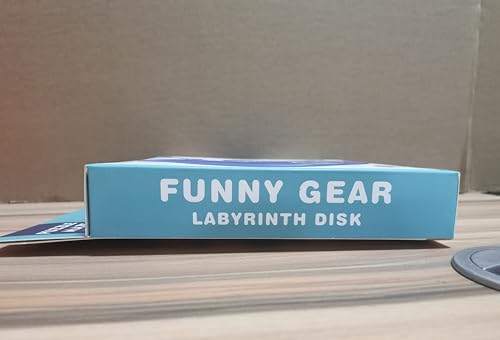 FUNNY GEAR
LABYRINTH DISK